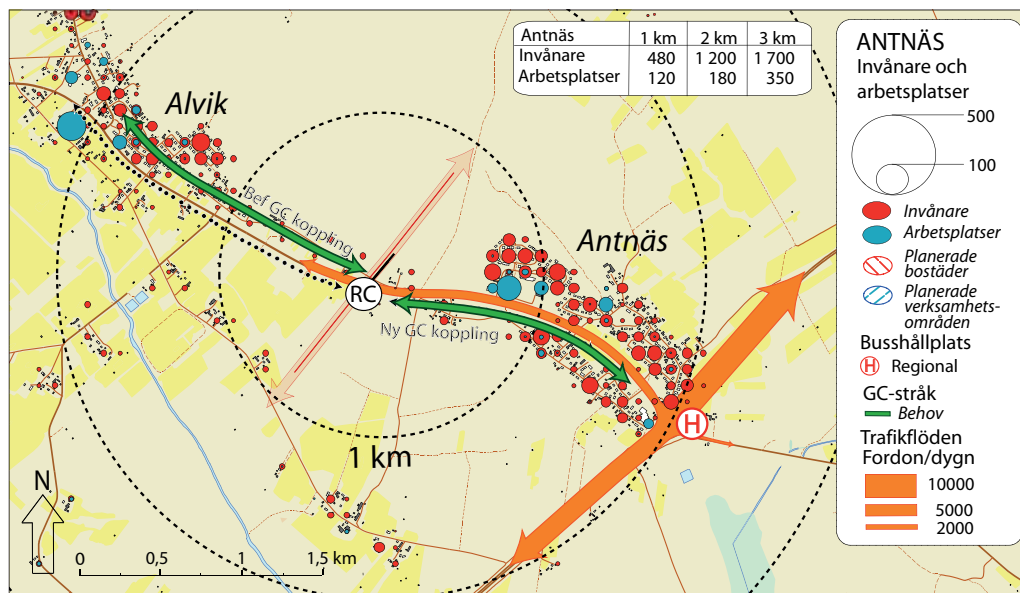 Antnäs 1 km 2 km 3 km
Invånare 480 1 200 1 700
Arbetsplatser 120 180 350
Alvik
Bef GC koppling
Antnäs
RC
Ny GC koppling
H
1 km
N
0 0,5 1 1,5 km
ANTNÄS
Invånare och
arbetsplatser
500
100
Invånare
Arbetsplatser
Planerade
bostäder
Planerade
verksamhets-
områden
Busshållplats
H Regional
GC-stråk
Behov
Trafikflöden
Fordon/dygn
10000
5000
2000